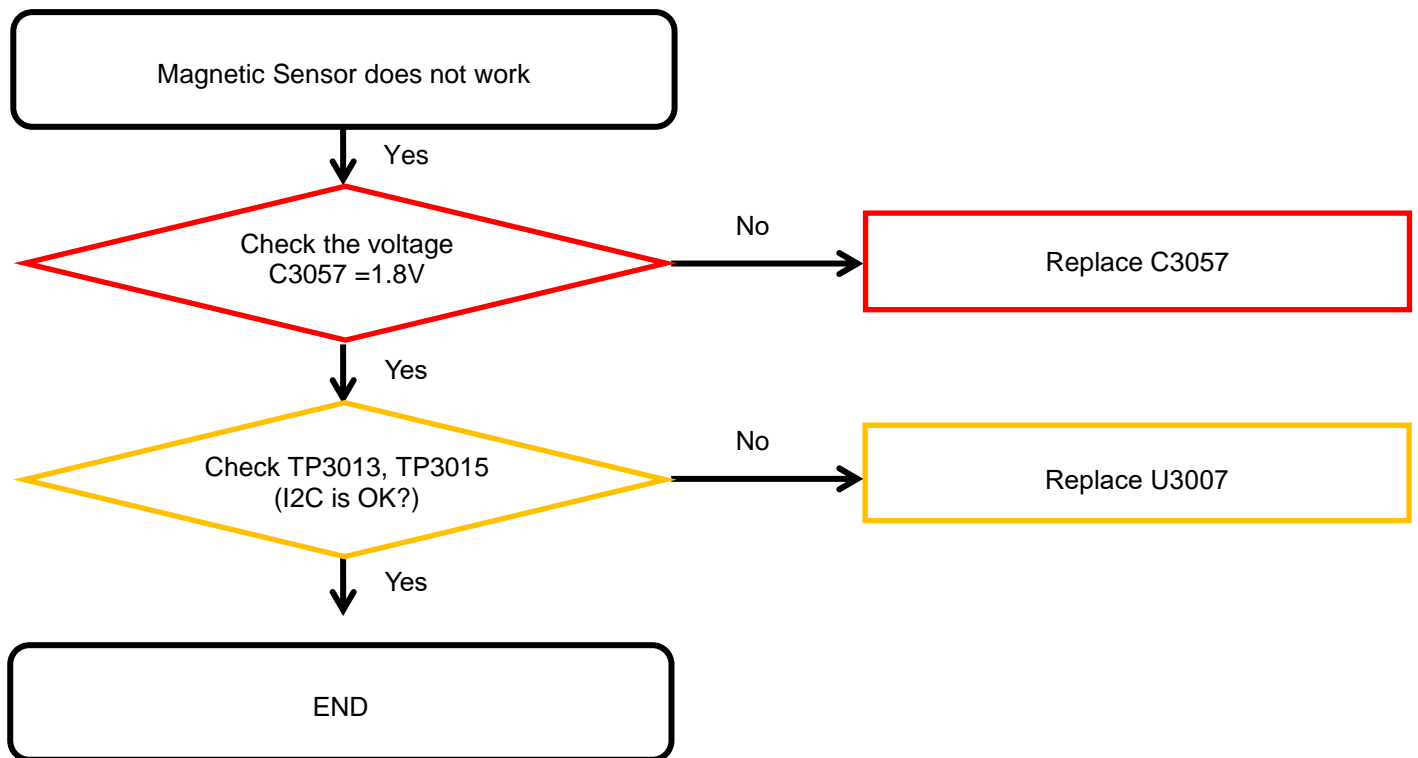 Magnetic Sensor does not work
Yes
Check the voltage
C3057 =1.8V
No
Replace C3057
Yes
Check TP3013, TP3015
(I2C is OK?)
No
Replace U3007
Yes
END